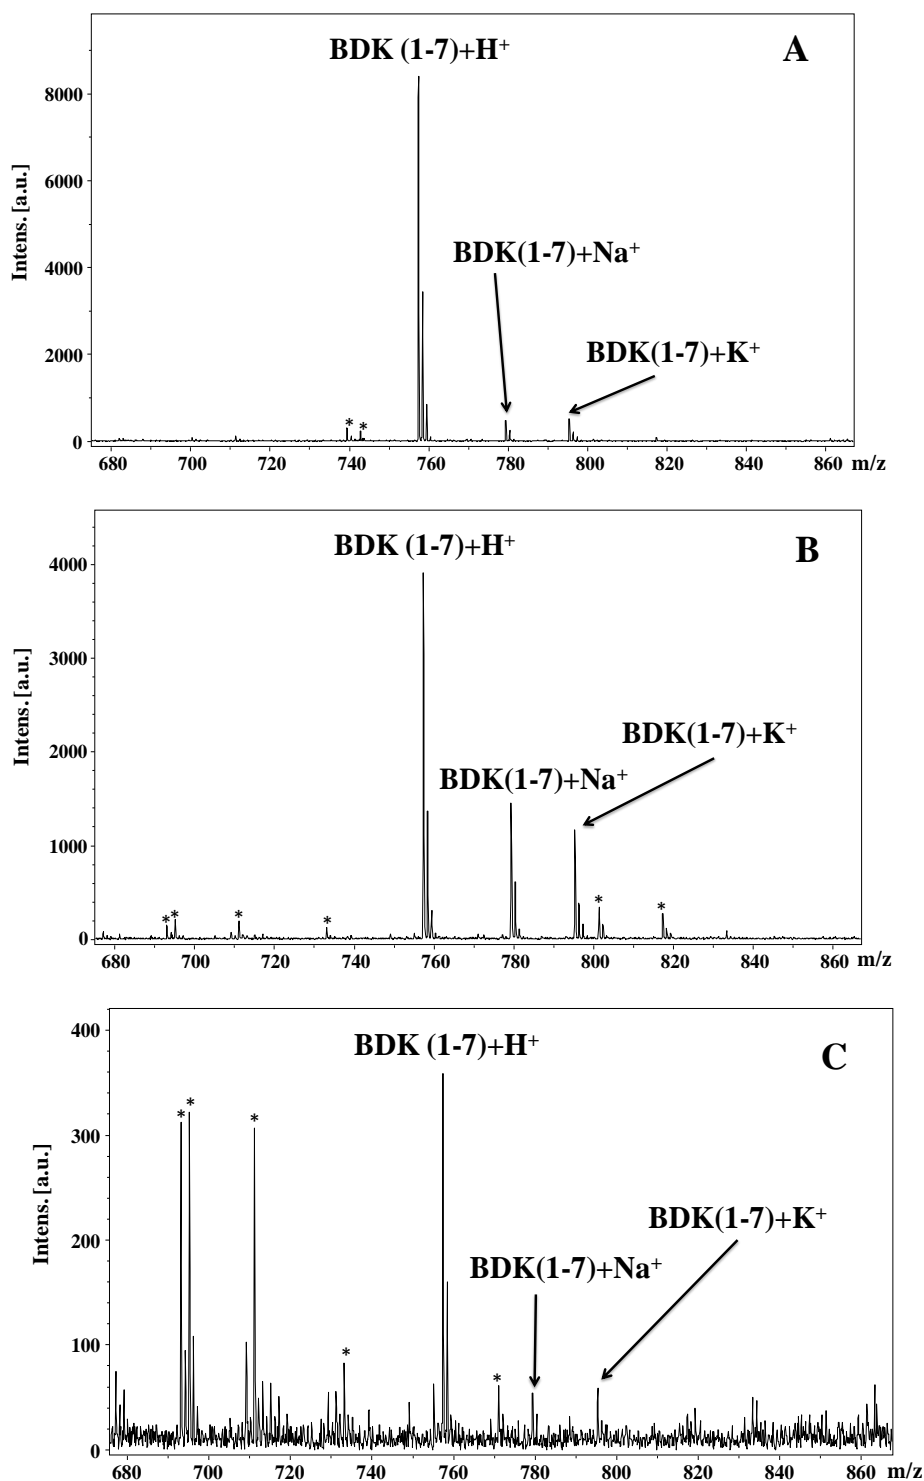 BDK (1-7)+H⁺
A
8000
6000
4000
2000
0
Intens. [a.u.]
BDK(1-7)+Na⁺
BDK(1-7)+K⁺
* *
680 700 720 740 760 780 800 820 840 860 m/z
BDK (1-7)+H⁺
B
4000
3000
2000
1000
0
Intens. [a.u.]
BDK(1-7)+K⁺
BDK(1-7)+Na⁺
* * * * * *
680 700 720 740 760 780 800 820 840 860 m/z
BDK (1-7)+H⁺
C
400
300
200
100
0
Intens. [a.u.]
* * *
BDK(1-7)+K⁺
BDK(1-7)+Na⁺
* *
680 700 720 740 760 780 800 820 840 860 m/z